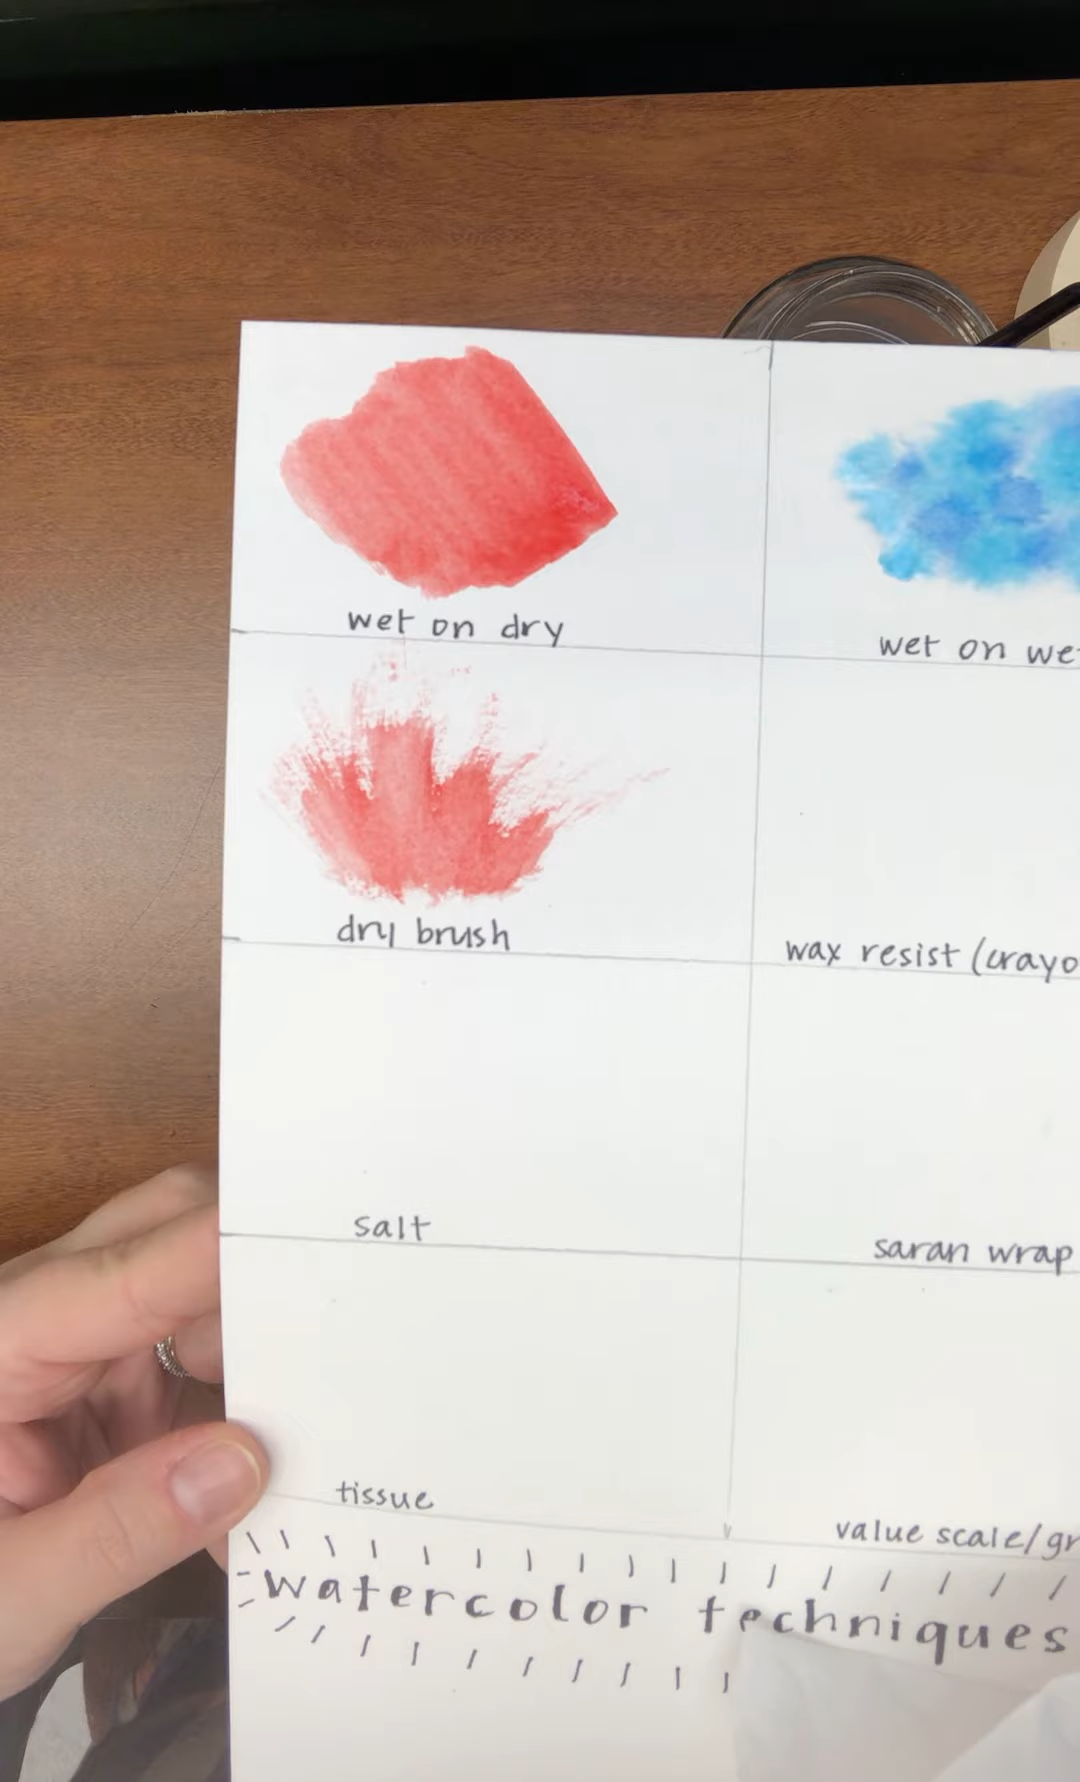 wet on dry
wet on we
dry brush
wax resist (crayo
salt
saran wrap
tissue
value scale/gr
watercolor techniques